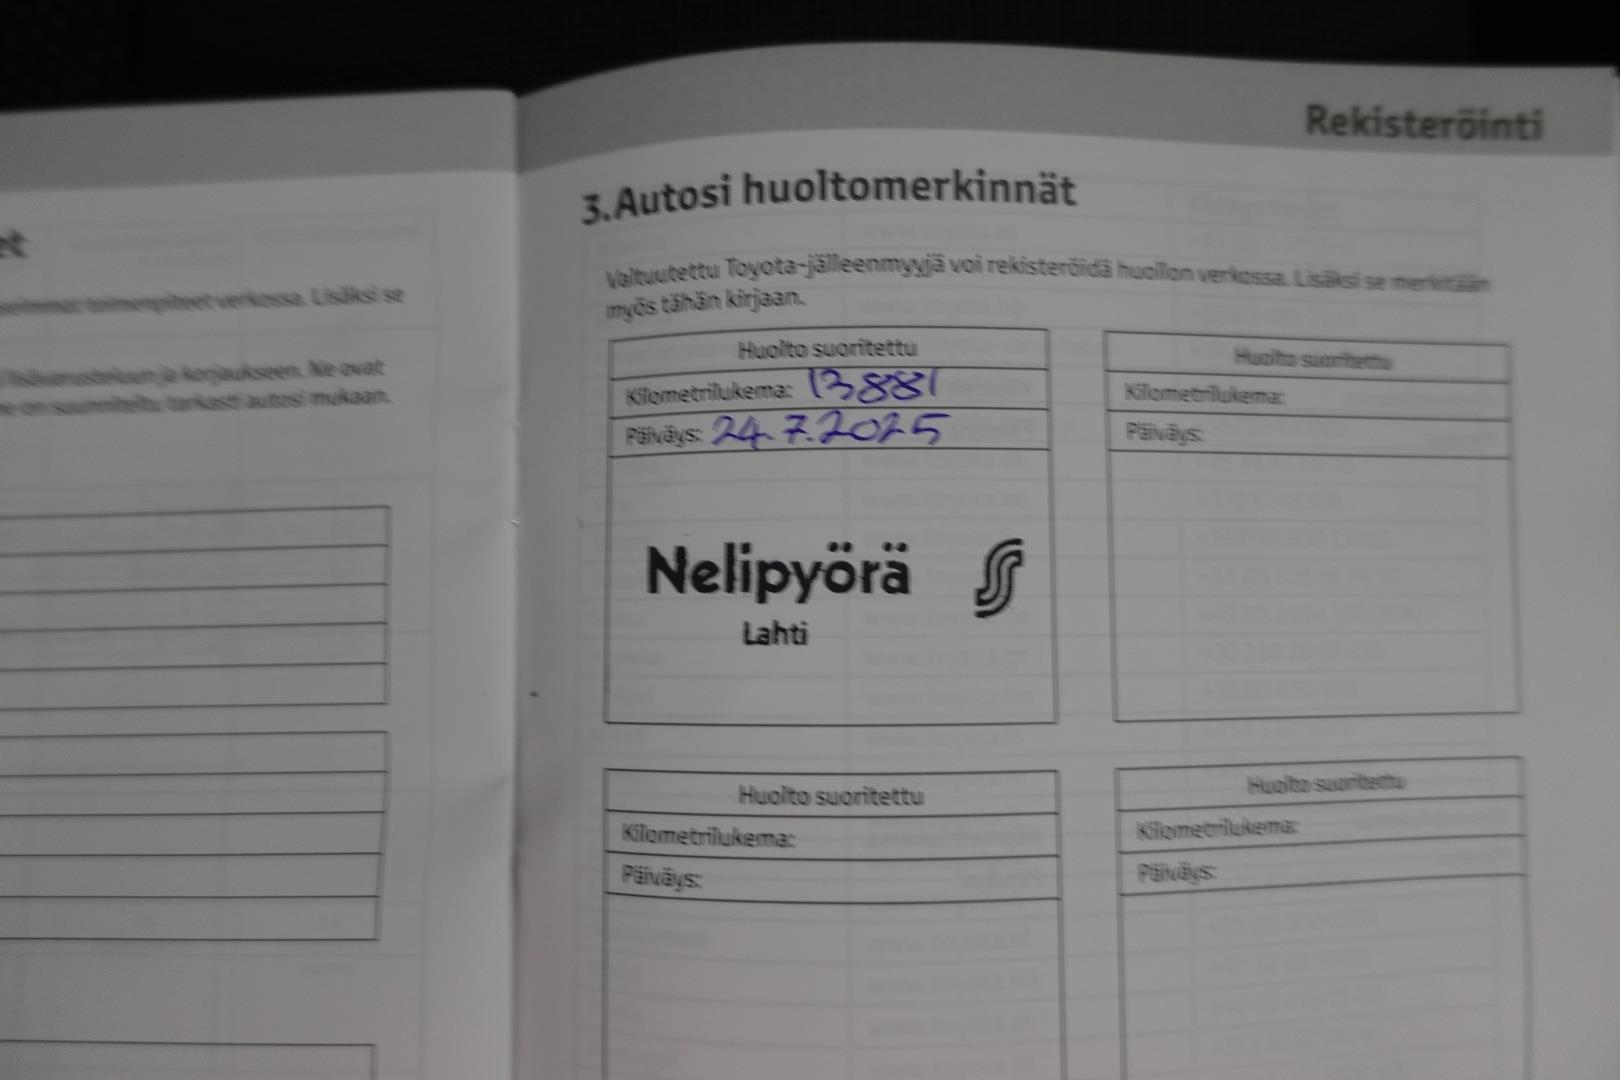 et
toimenpiteet verkossa. Lisäksi se
lisävarusteluun ja korjaukseen. Ne ovat
on suunniteltu tarkasti autosi mukaan.
Rekisteröinti
3. Autosi huoltomerkinnät
Valtuutettu Toyota-jälleenmyyjä voi rekisteröidä huollon verkossa. Lisäksi se merkitään
myös tähän kirjaan.
Huolto suoritettu
Kilometrilukema: 13881
Päiväys: 24.7.2025
Nelipyörä
Lahti
Huolto suoritettu
Kilometrilukema:
Päiväys:
Huolto suoritettu
Kilometrilukema:
Päiväys:
Huolto suoritettu
Kilometrilukema:
Päiväys: